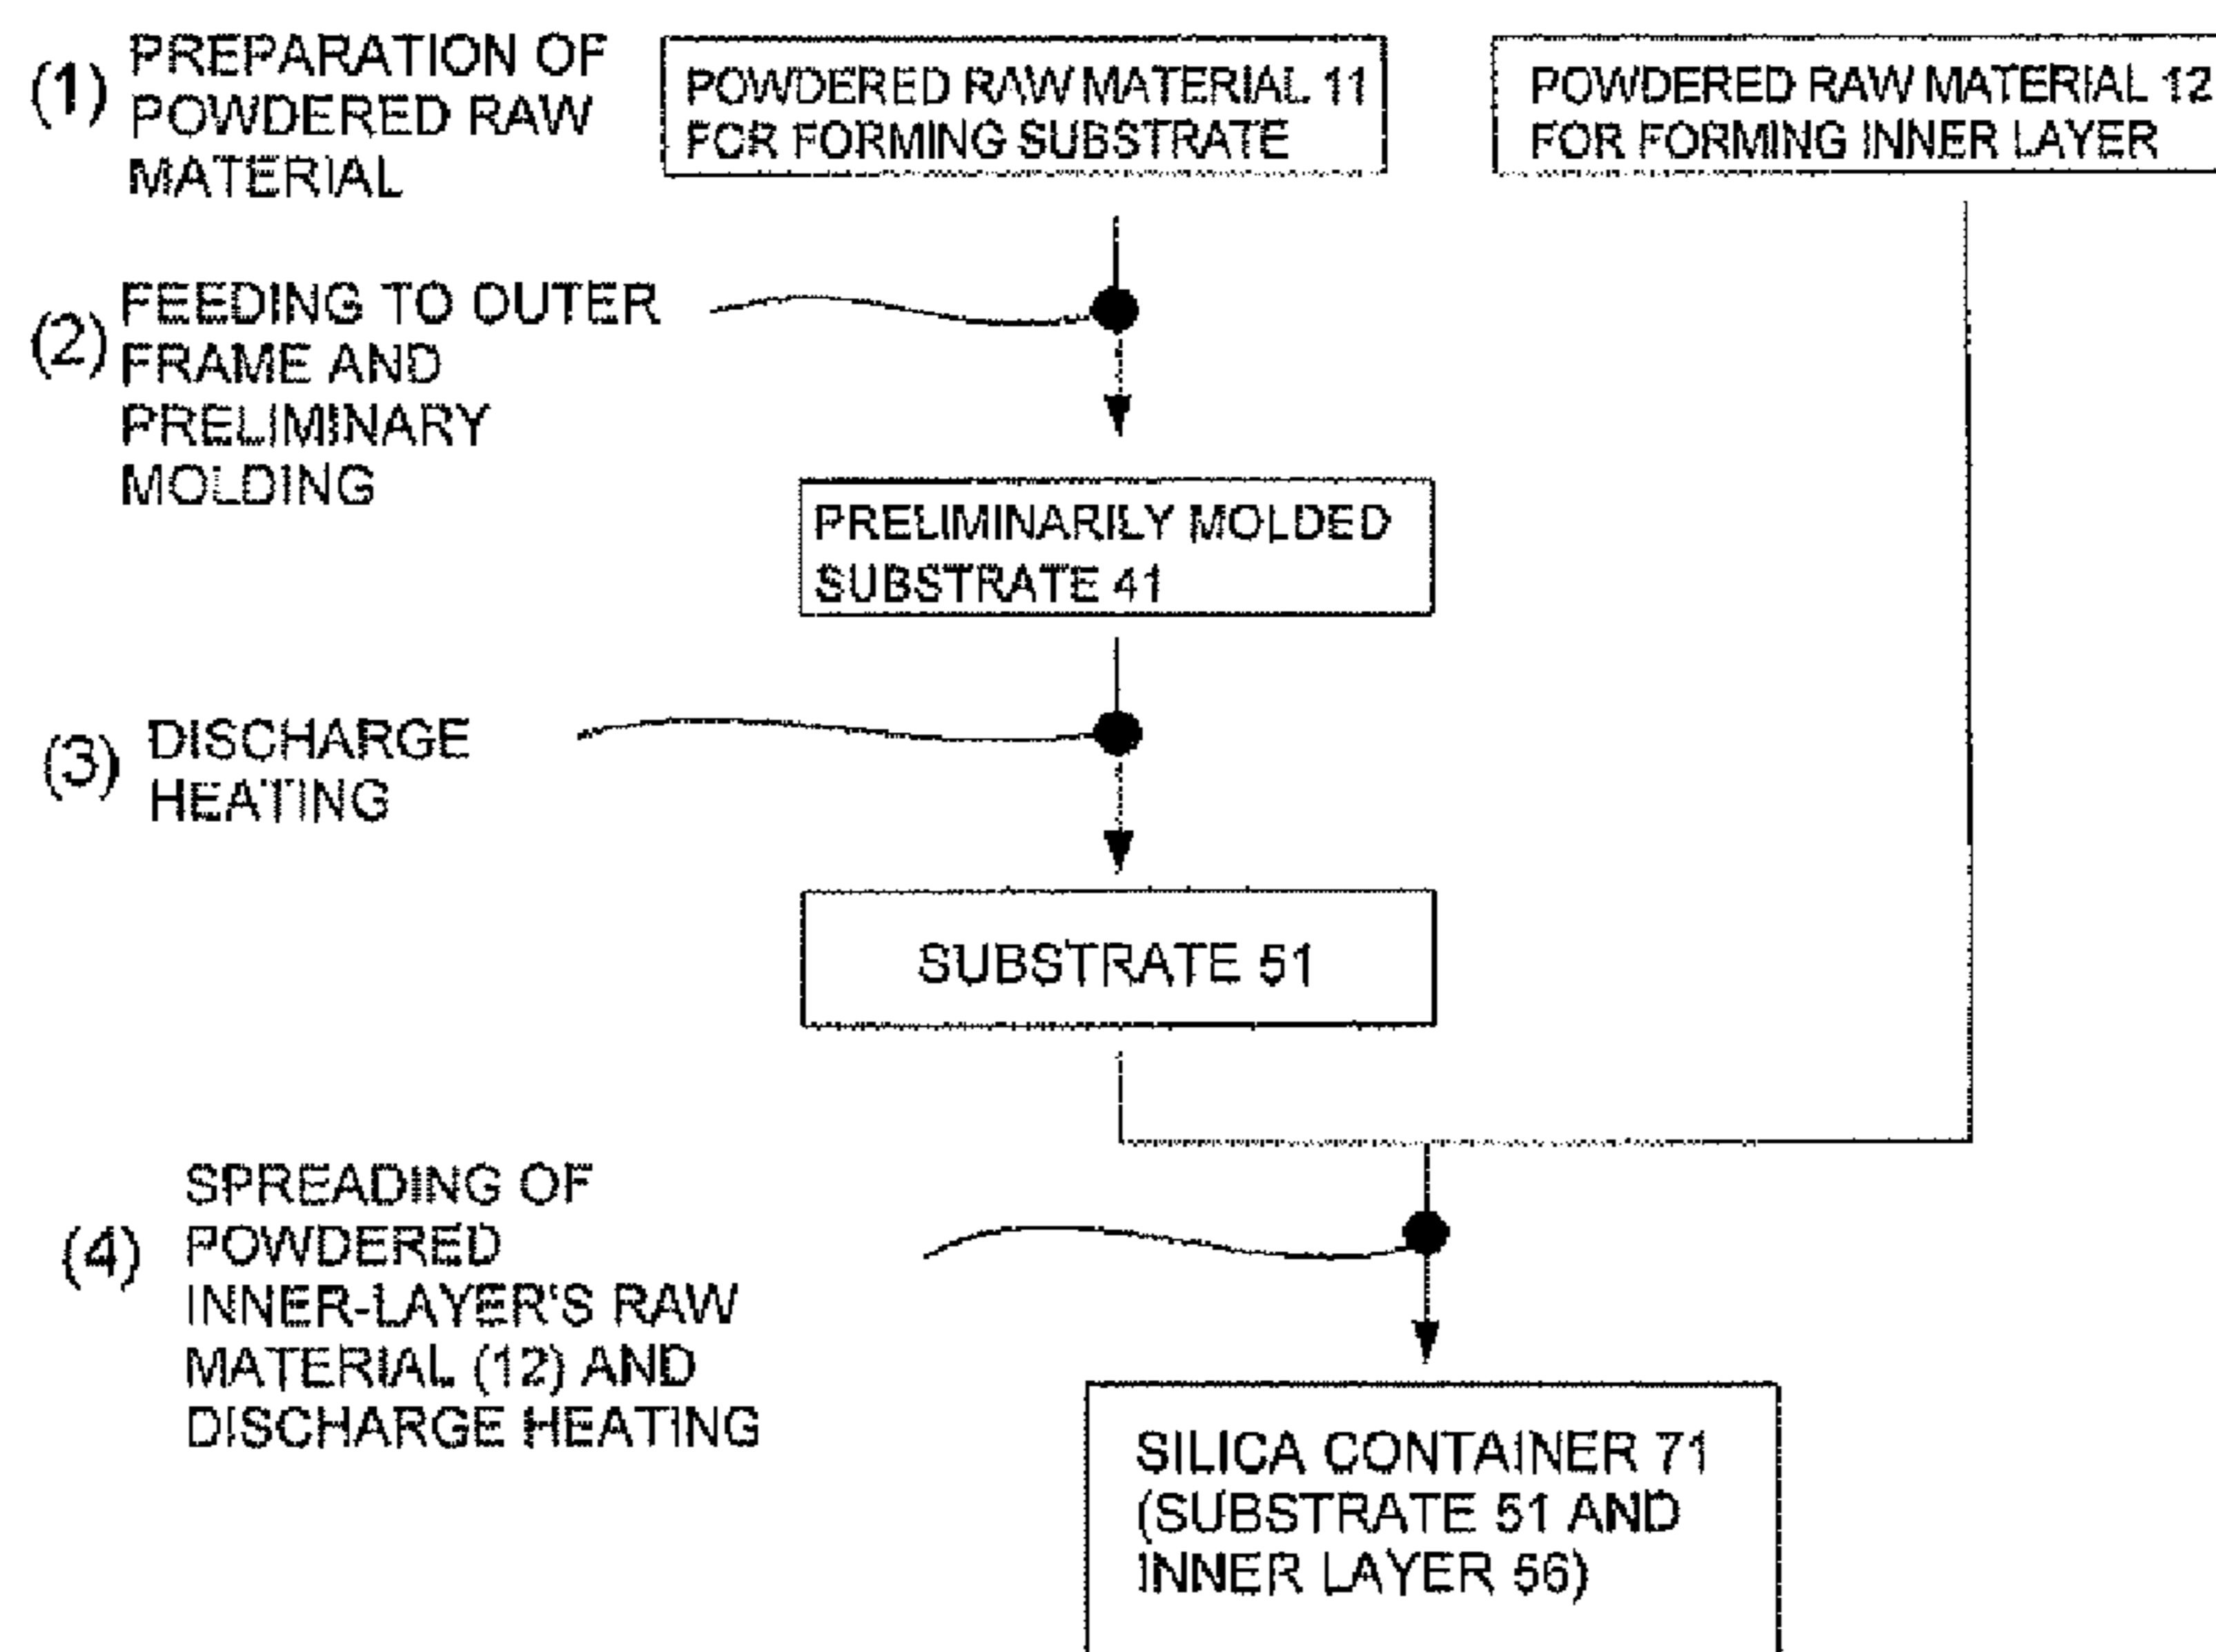 (1) PREPARATION OF
POWDERED RAW
MATERIAL
POWDERED RAW MATERIAL 11
FOR FORMING SUBSTRATE
POWDERED RAW MATERIAL 12
FOR FORMING INNER LAYER
(2) FEEDING TO OUTER
FRAME AND
PRELIMINARY
MOLDING
PRELIMINARILY MOLDED
SUBSTRATE 41
(3) DISCHARGE
HEATING
SUBSTRATE 51
(4) SPREADING OF
POWDERED
INNER-LAYER'S RAW
MATERIAL (12) AND
DISCHARGE HEATING
SILICA CONTAINER 71
(SUBSTRATE 51 AND
INNER LAYER 56)